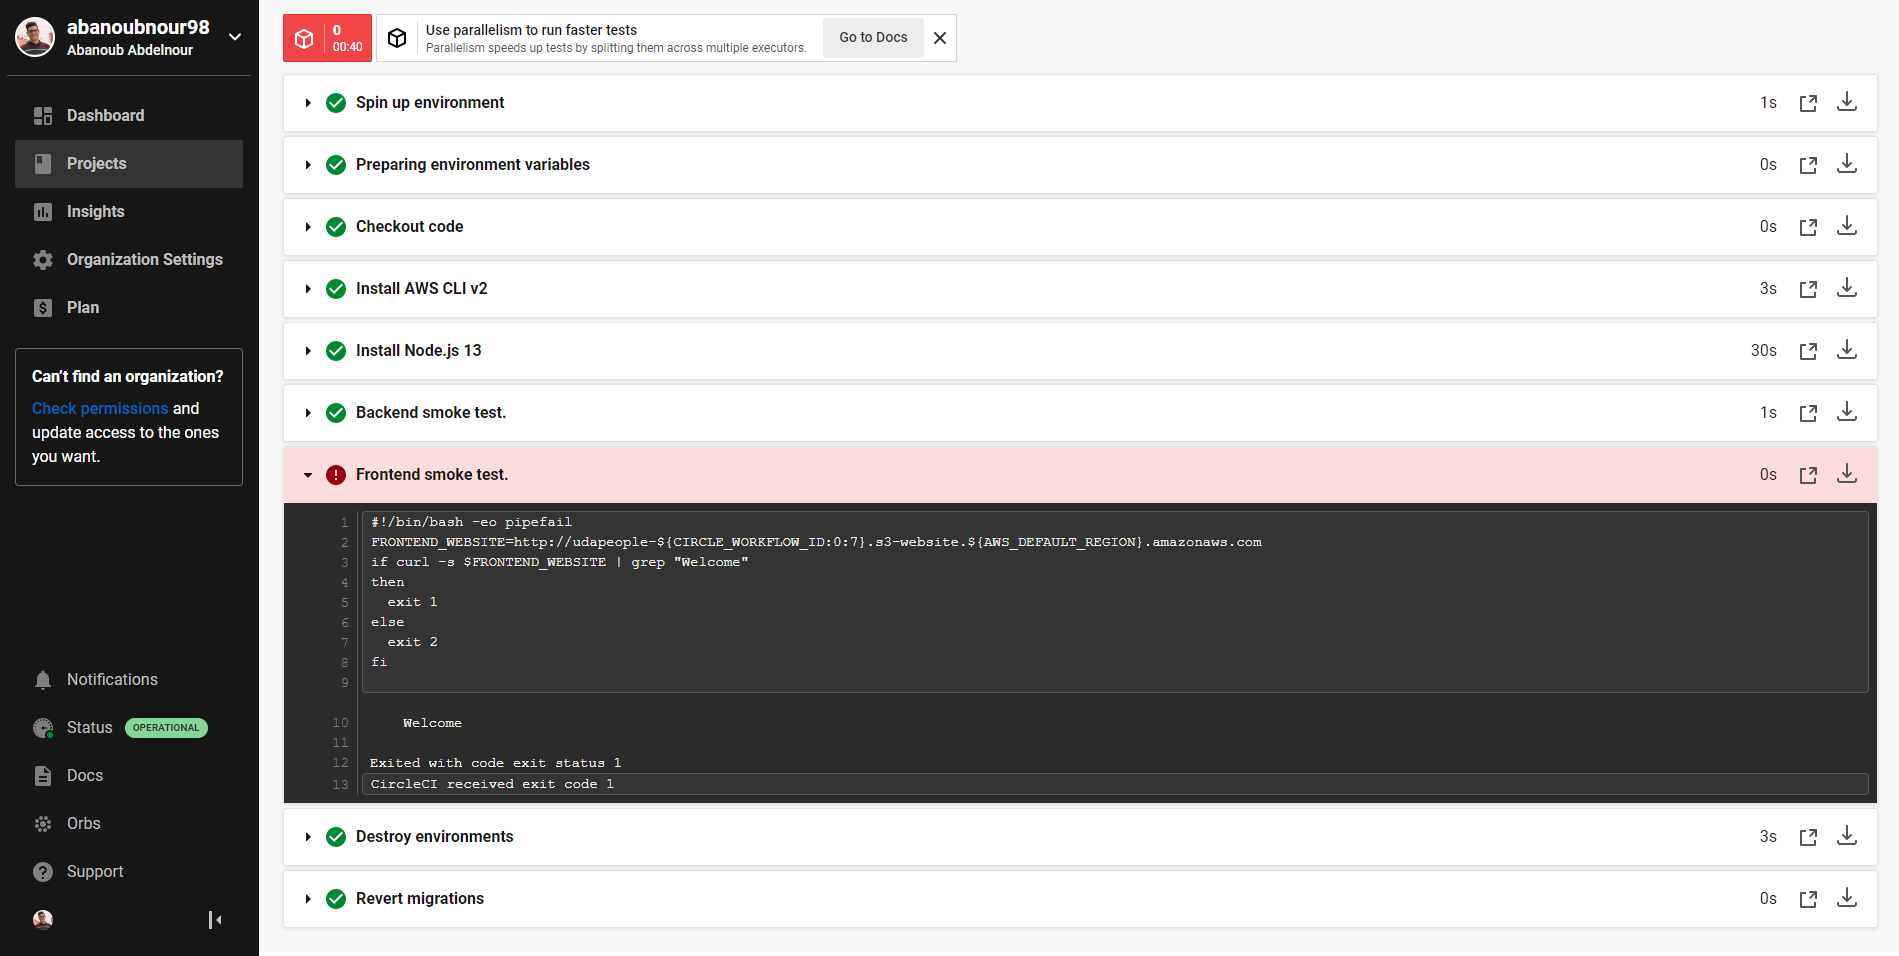 abanoubnour98
Abanoub Abdelnour
Dashboard
Projects
Insights
Organization Settings
Plan
Can't find an organization?
Check permissions and
update access to the ones
you want.
Notifications
Status OPERATIONAL
Docs
Orbs
Support
0
00:40
Use parallelism to run faster tests
Parallelism speeds up tests by splitting them across multiple executors.
Go to Docs
Spin up environment 1s
Preparing environment variables 0s
Checkout code 0s
Install AWS CLI v2 3s
Install Node.js 13 30s
Backend smoke test. 1s
Frontend smoke test. 0s
1 #!/bin/bash -eo pipefail
2 FRONTEND_WEBSITE=http://udapeople-${CIRCLE_WORKFLOW_ID:0:7}.s3-website.${AWS_DEFAULT_REGION}.amazonaws.com
3 if curl -s $FRONTEND_WEBSITE | grep "Welcome"
4 then
5   exit 1
6 else
7   exit 2
8 fi
9
10     Welcome
11
12 Exited with code exit status 1
13 CircleCI received exit code 1
Destroy environments 3s
Revert migrations 0s